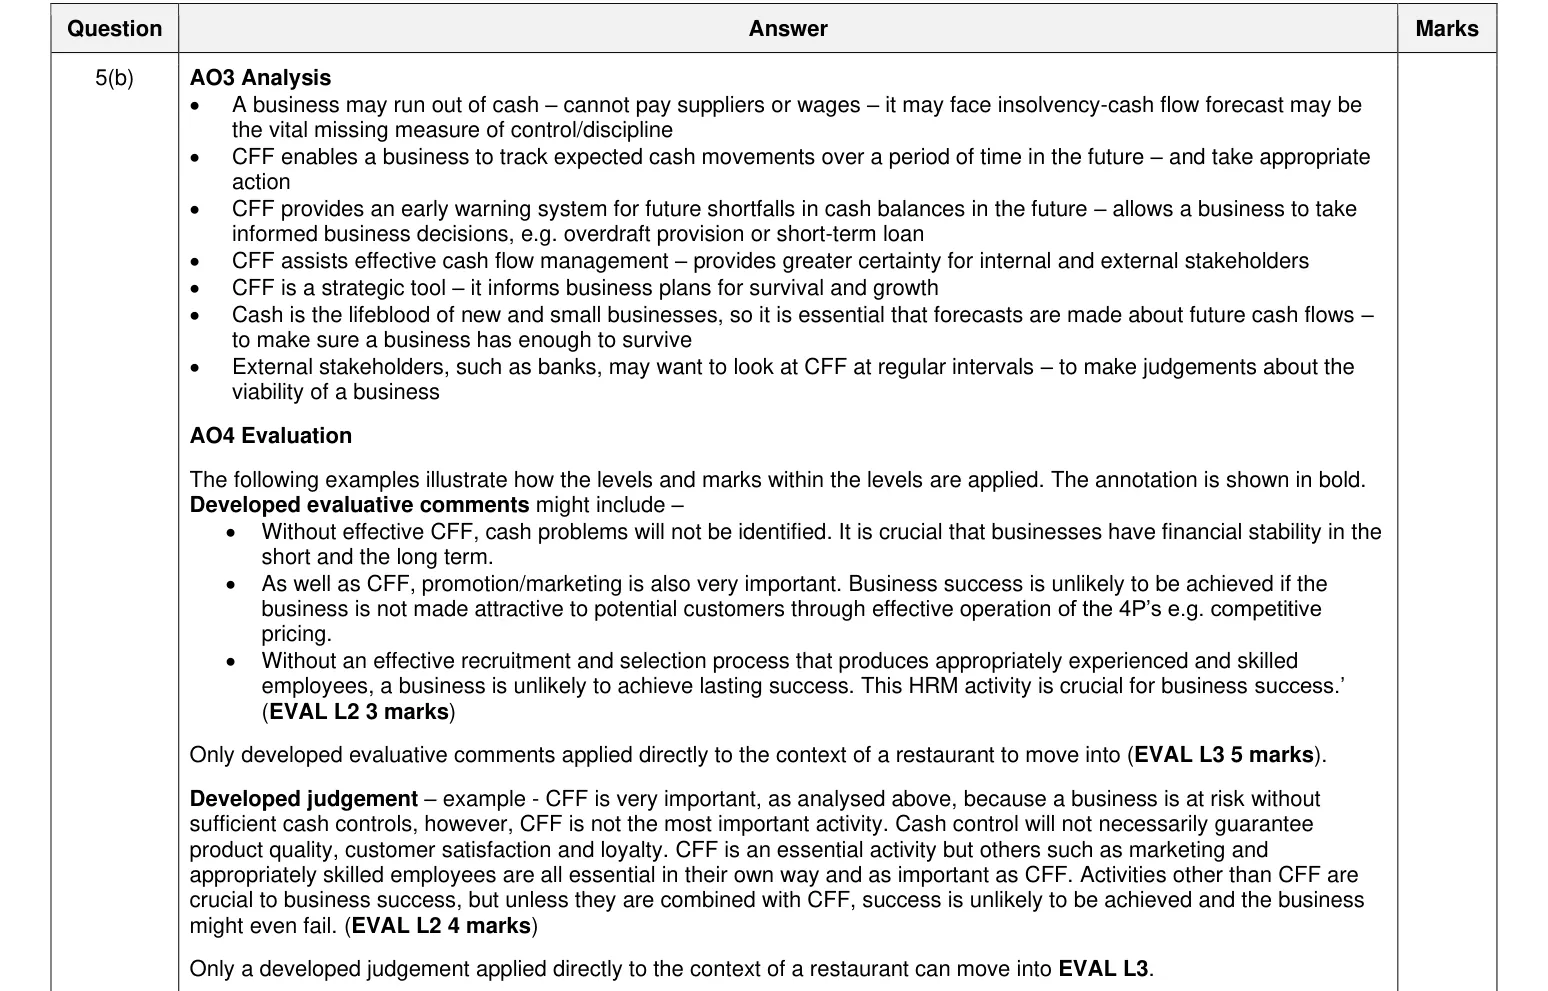 Question Answer Marks
5(b) AO3 Analysis
• A business may run out of cash – cannot pay suppliers or wages – it may face insolvency-cash flow forecast may be
the vital missing measure of control/discipline
• CFF enables a business to track expected cash movements over a period of time in the future – and take appropriate
action
• CFF provides an early warning system for future shortfalls in cash balances in the future – allows a business to take
informed business decisions, e.g. overdraft provision or short-term loan
• CFF assists effective cash flow management – provides greater certainty for internal and external stakeholders
• CFF is a strategic tool – it informs business plans for survival and growth
• Cash is the lifeblood of new and small businesses, so it is essential that forecasts are made about future cash flows –
to make sure a business has enough to survive
• External stakeholders, such as banks, may want to look at CFF at regular intervals – to make judgements about the
viability of a business
AO4 Evaluation
The following examples illustrate how the levels and marks within the levels are applied. The annotation is shown in bold.
Developed evaluative comments might include –
• Without effective CFF, cash problems will not be identified. It is crucial that businesses have financial stability in the
short and the long term.
• As well as CFF, promotion/marketing is also very important. Business success is unlikely to be achieved if the
business is not made attractive to potential customers through effective operation of the 4P's e.g. competitive
pricing.
• Without an effective recruitment and selection process that produces appropriately experienced and skilled
employees, a business is unlikely to achieve lasting success. This HRM activity is crucial for business success.'
(EVAL L2 3 marks)
Only developed evaluative comments applied directly to the context of a restaurant to move into (EVAL L3 5 marks).
Developed judgement – example - CFF is very important, as analysed above, because a business is at risk without
sufficient cash controls, however, CFF is not the most important activity. Cash control will not necessarily guarantee
product quality, customer satisfaction and loyalty. CFF is an essential activity but others such as marketing and
appropriately skilled employees are all essential in their own way and as important as CFF. Activities other than CFF are
crucial to business success, but unless they are combined with CFF, success is unlikely to be achieved and the business
might even fail. (EVAL L2 4 marks)
Only a developed judgement applied directly to the context of a restaurant can move into EVAL L3.